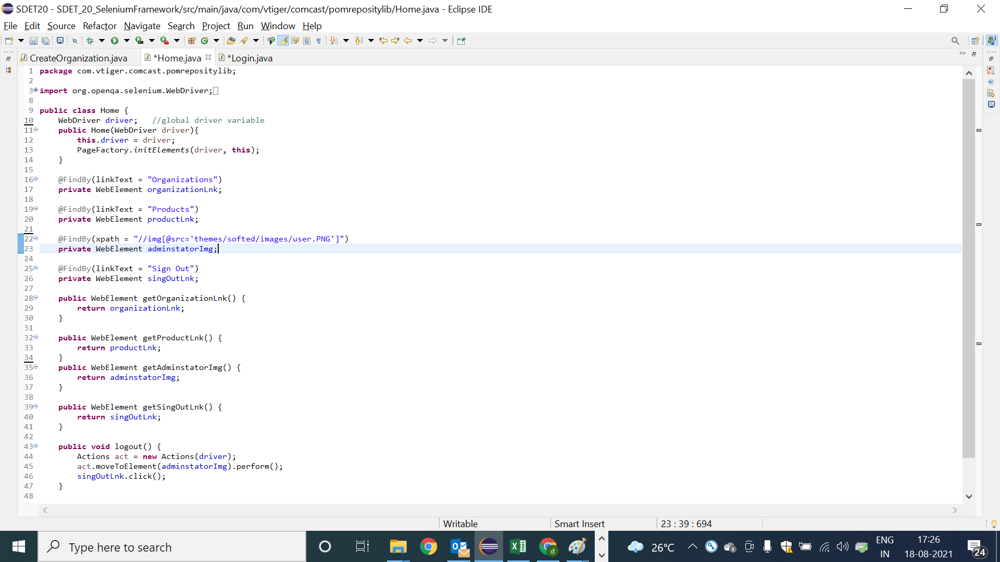 SDET20 - SDET_20_SeleniumFramework/src/main/java/com/vtiger/comcast/pomrepositylib/Home.java - Eclipse IDE
File Edit Source Refactor Navigate Search Project Run Window Help
CreateOrganization.java *Home.java *Login.java
1 package com.vtiger.comcast.pomrepositylib;
2
3 import org.openqa.selenium.WebDriver;
8
9 public class Home {
10 WebDriver driver; //global driver variable
11 public Home(WebDriver driver){
12 this.driver = driver;
13 PageFactory.initElements(driver, this);
14 }
15
16 @FindBy(linkText = "Organizations")
17 private WebElement organizationLnk;
18
19 @FindBy(linkText = "Products")
20 private WebElement productLnk;
21
22 @FindBy(xpath = "//img[@src='themes/softed/images/user.PNG']")
23 private WebElement adminstatorImg;
24
25 @FindBy(linkText = "Sign Out")
26 private WebElement singOutLnk;
27
28 public WebElement getOrganizationLnk() {
29 return organizationLnk;
30 }
31
32 public WebElement getProductLnk() {
33 return productLnk;
34 }
35 public WebElement getAdminstatorImg() {
36 return adminstatorImg;
37 }
38
39 public WebElement getSingOutLnk() {
40 return singOutLnk;
41 }
42
43 public void logout() {
44 Actions act = new Actions(driver);
45 act.moveToElement(adminstatorImg).perform();
46 singOutLnk.click();
47 }
48
Writable Smart Insert 23 : 39 : 694
Type here to search
26°C
ENG
IN
17:26
18-08-2021
24